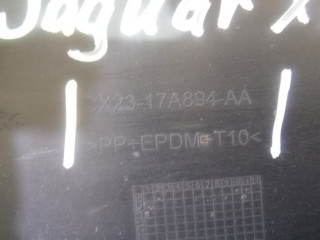 Jaguar X
X23-17A894-AA
>PP+EPDM+T10<